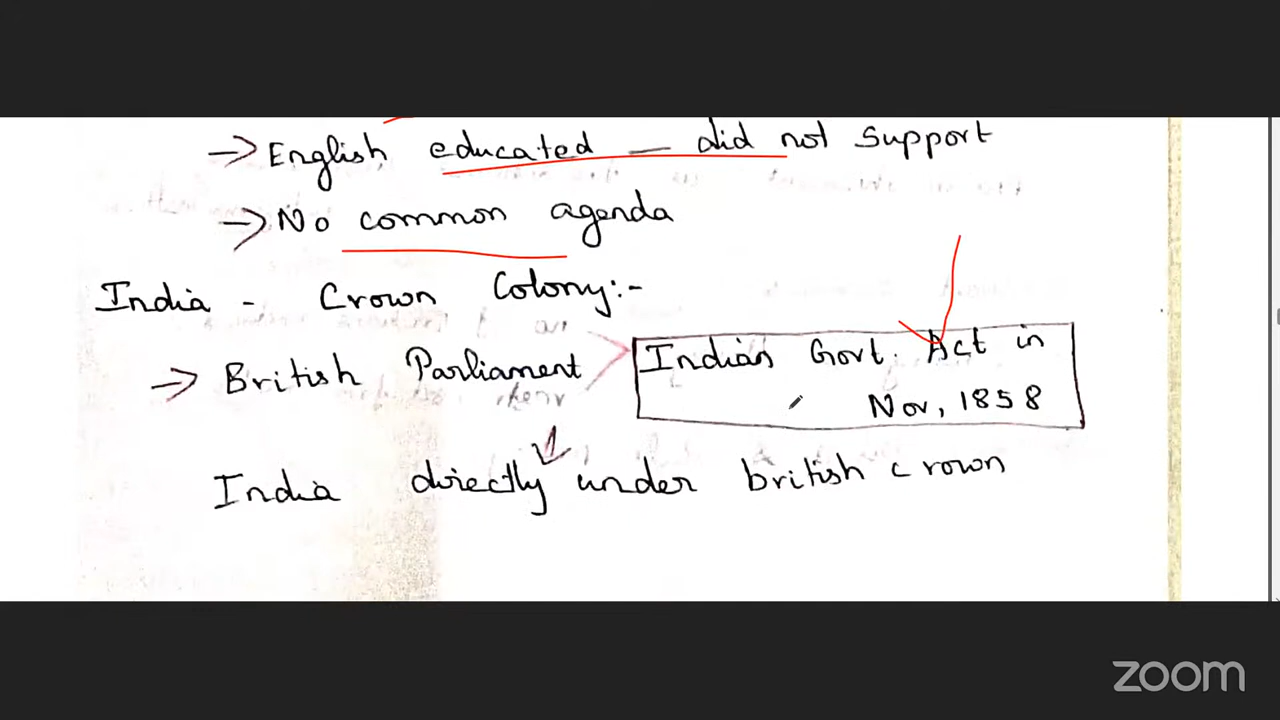 → English educated — did not support
→ No common agenda
India - Crown Colony:-
→ British Parliament
Indian Govt. Act in
Nov, 1858
India directly under british crown
zoom